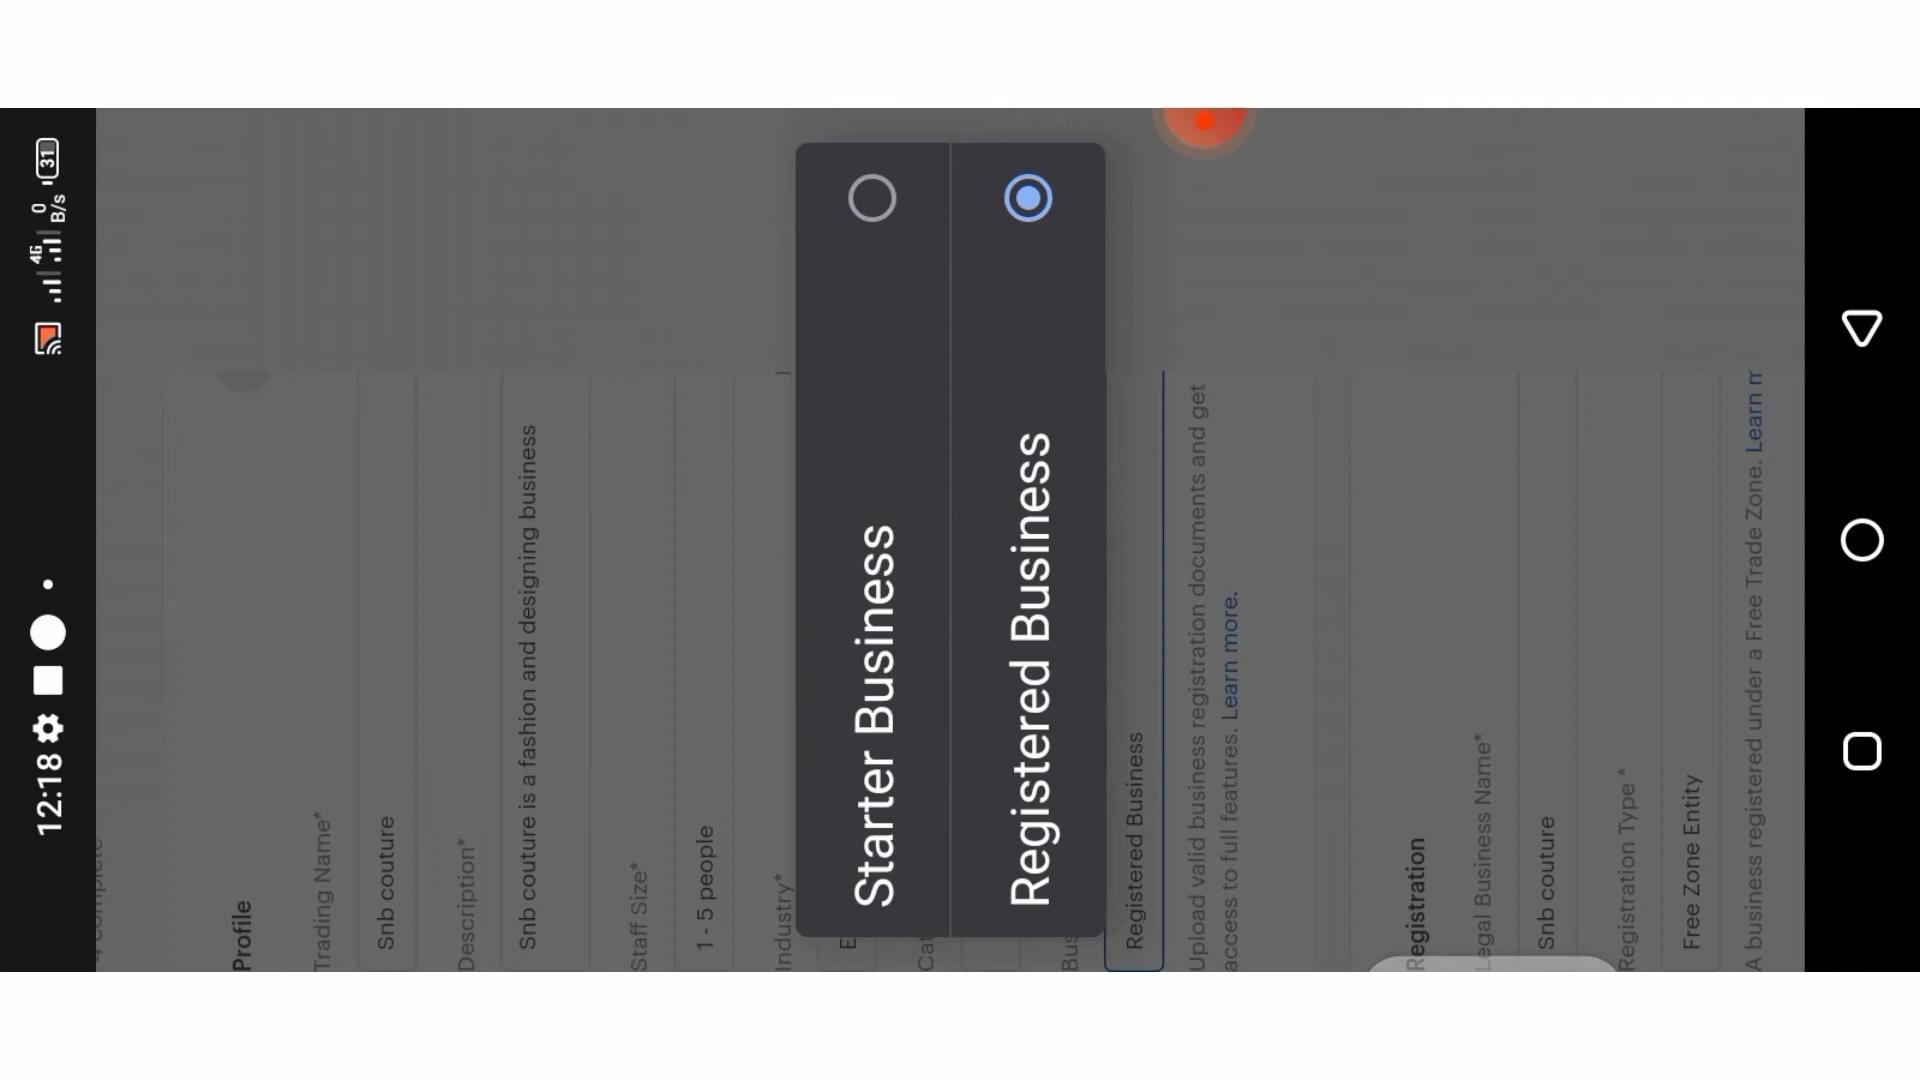 12:18
4G
0
B/s
31
Profile
Trading Name*
Snb couture
Description*
Snb couture is a fashion and designing business
Staff Size*
1 - 5 people
Industry*
Starter Business
Registered Business
Registered Business
Upload valid business registration documents and get
access to full features. Learn more.
Registration
Legal Business Name*
Snb couture
Registration Type *
Free Zone Entity
A business registered under a Free Trade Zone. Learn